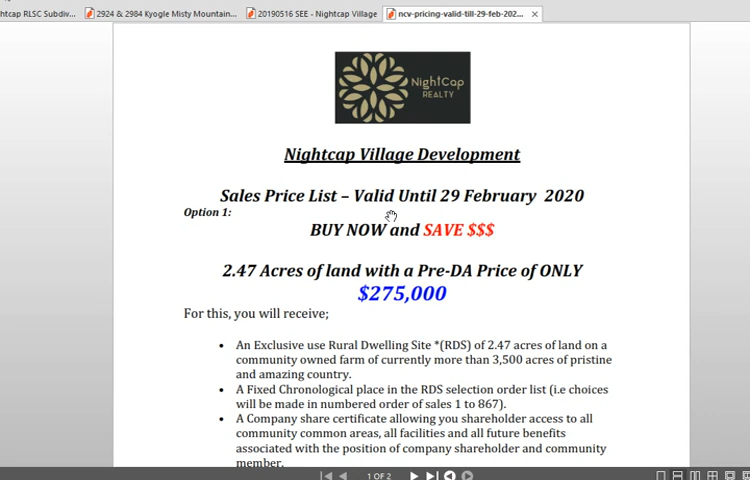 htcap RLSC Subdiv...
2924 & 2984 Kyogle Misty Mountain...
20190516 SEE - Nightcap Village
ncv-pricing-valid-till-29-feb-202...
NightCap
REALTY
Nightcap Village Development
Sales Price List – Valid Until 29 February 2020
Option 1:
BUY NOW and SAVE $$$
2.47 Acres of land with a Pre-DA Price of ONLY
$275,000
For this, you will receive;
• An Exclusive use Rural Dwelling Site *(RDS) of 2.47 acres of land on a
community owned farm of currently more than 3,500 acres of pristine
and amazing country.
• A Fixed Chronological place in the RDS selection order list (i.e choices
will be made in numbered order of sales 1 to 867).
• A Company share certificate allowing you shareholder access to all
community common areas, all facilities and all future benefits
associated with the position of company shareholder and community
member.
1 OF 2